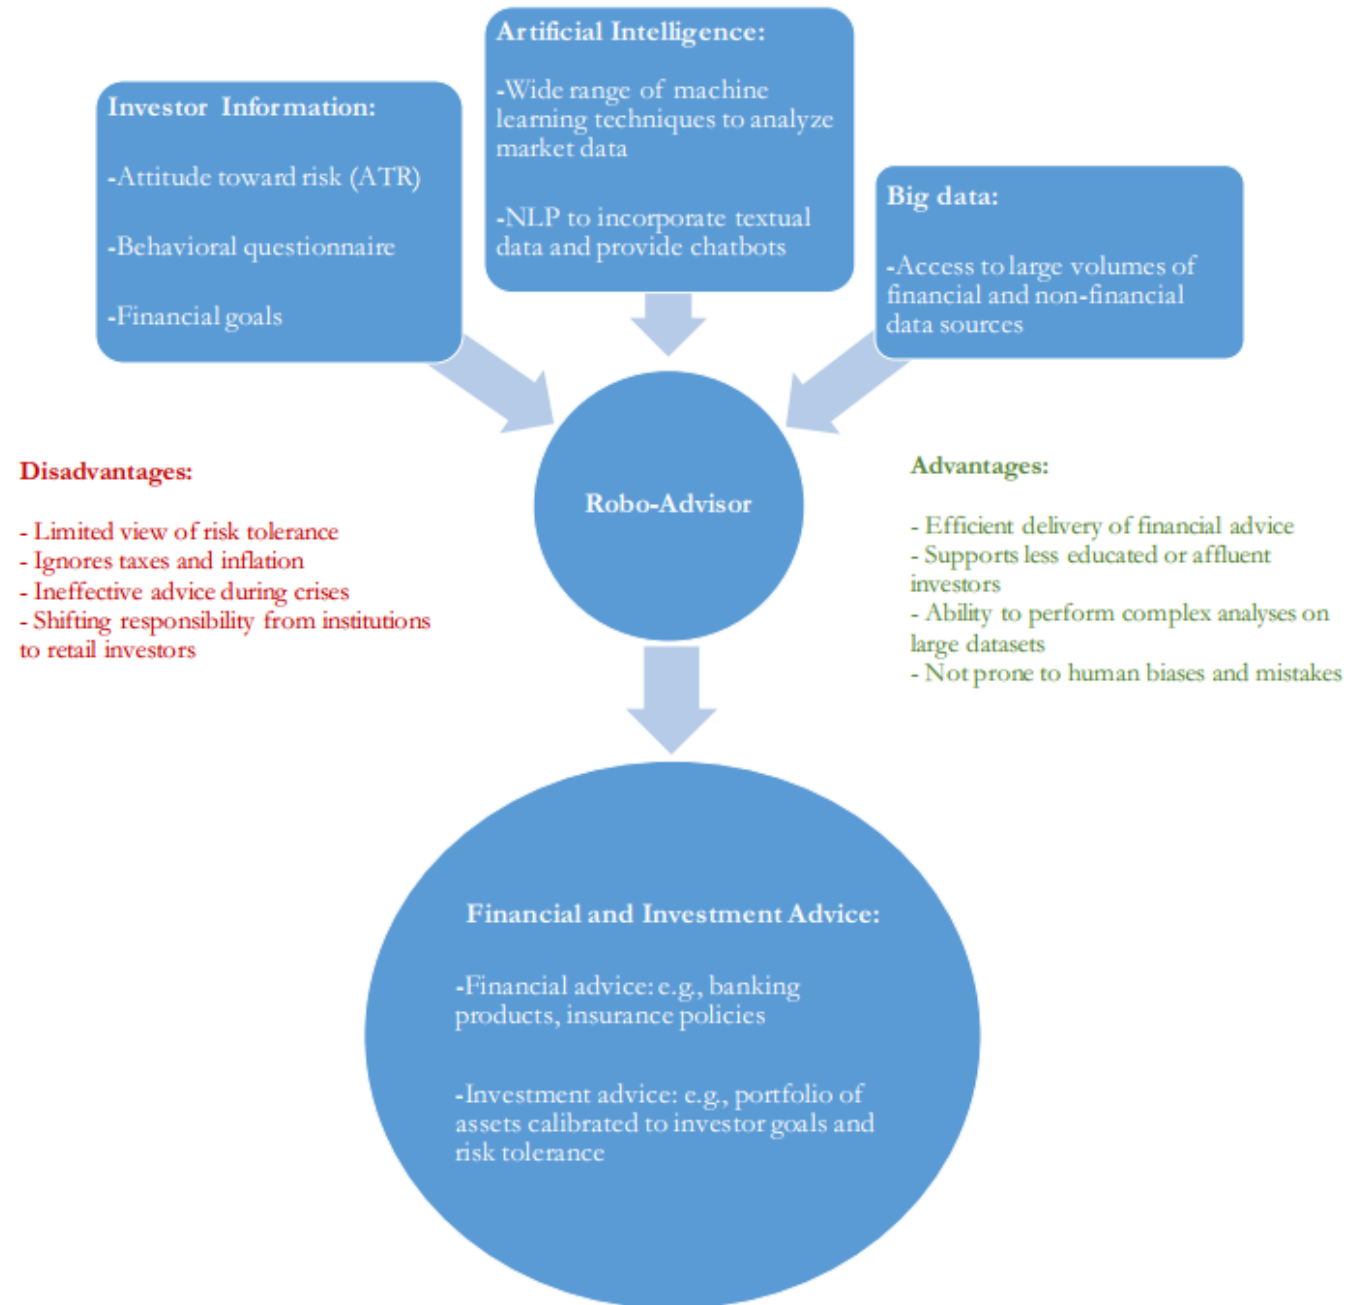 Artificial Intelligence:
-Wide range of machine
learning techniques to analyze
market data
-NLP to incorporate textual
data and provide chatbots
Investor Information:
-Attitude toward risk (ATR)
-Behavioral questionnaire
-Financial goals
Big data:
-Access to large volumes of
financial and non-financial
data sources
Disadvantages:
- Limited view of risk tolerance
- Ignores taxes and inflation
- Ineffective advice during crises
- Shifting responsibility from institutions
to retail investors
Robo-Advisor
Advantages:
- Efficient delivery of financial advice
- Supports less educated or affluent
investors
- Ability to perform complex analyses on
large datasets
- Not prone to human biases and mistakes
Financial and Investment Advice:
-Financial advice: e.g., banking
products, insurance policies
-Investment advice: e.g., portfolio of
assets calibrated to investor goals and
risk tolerance